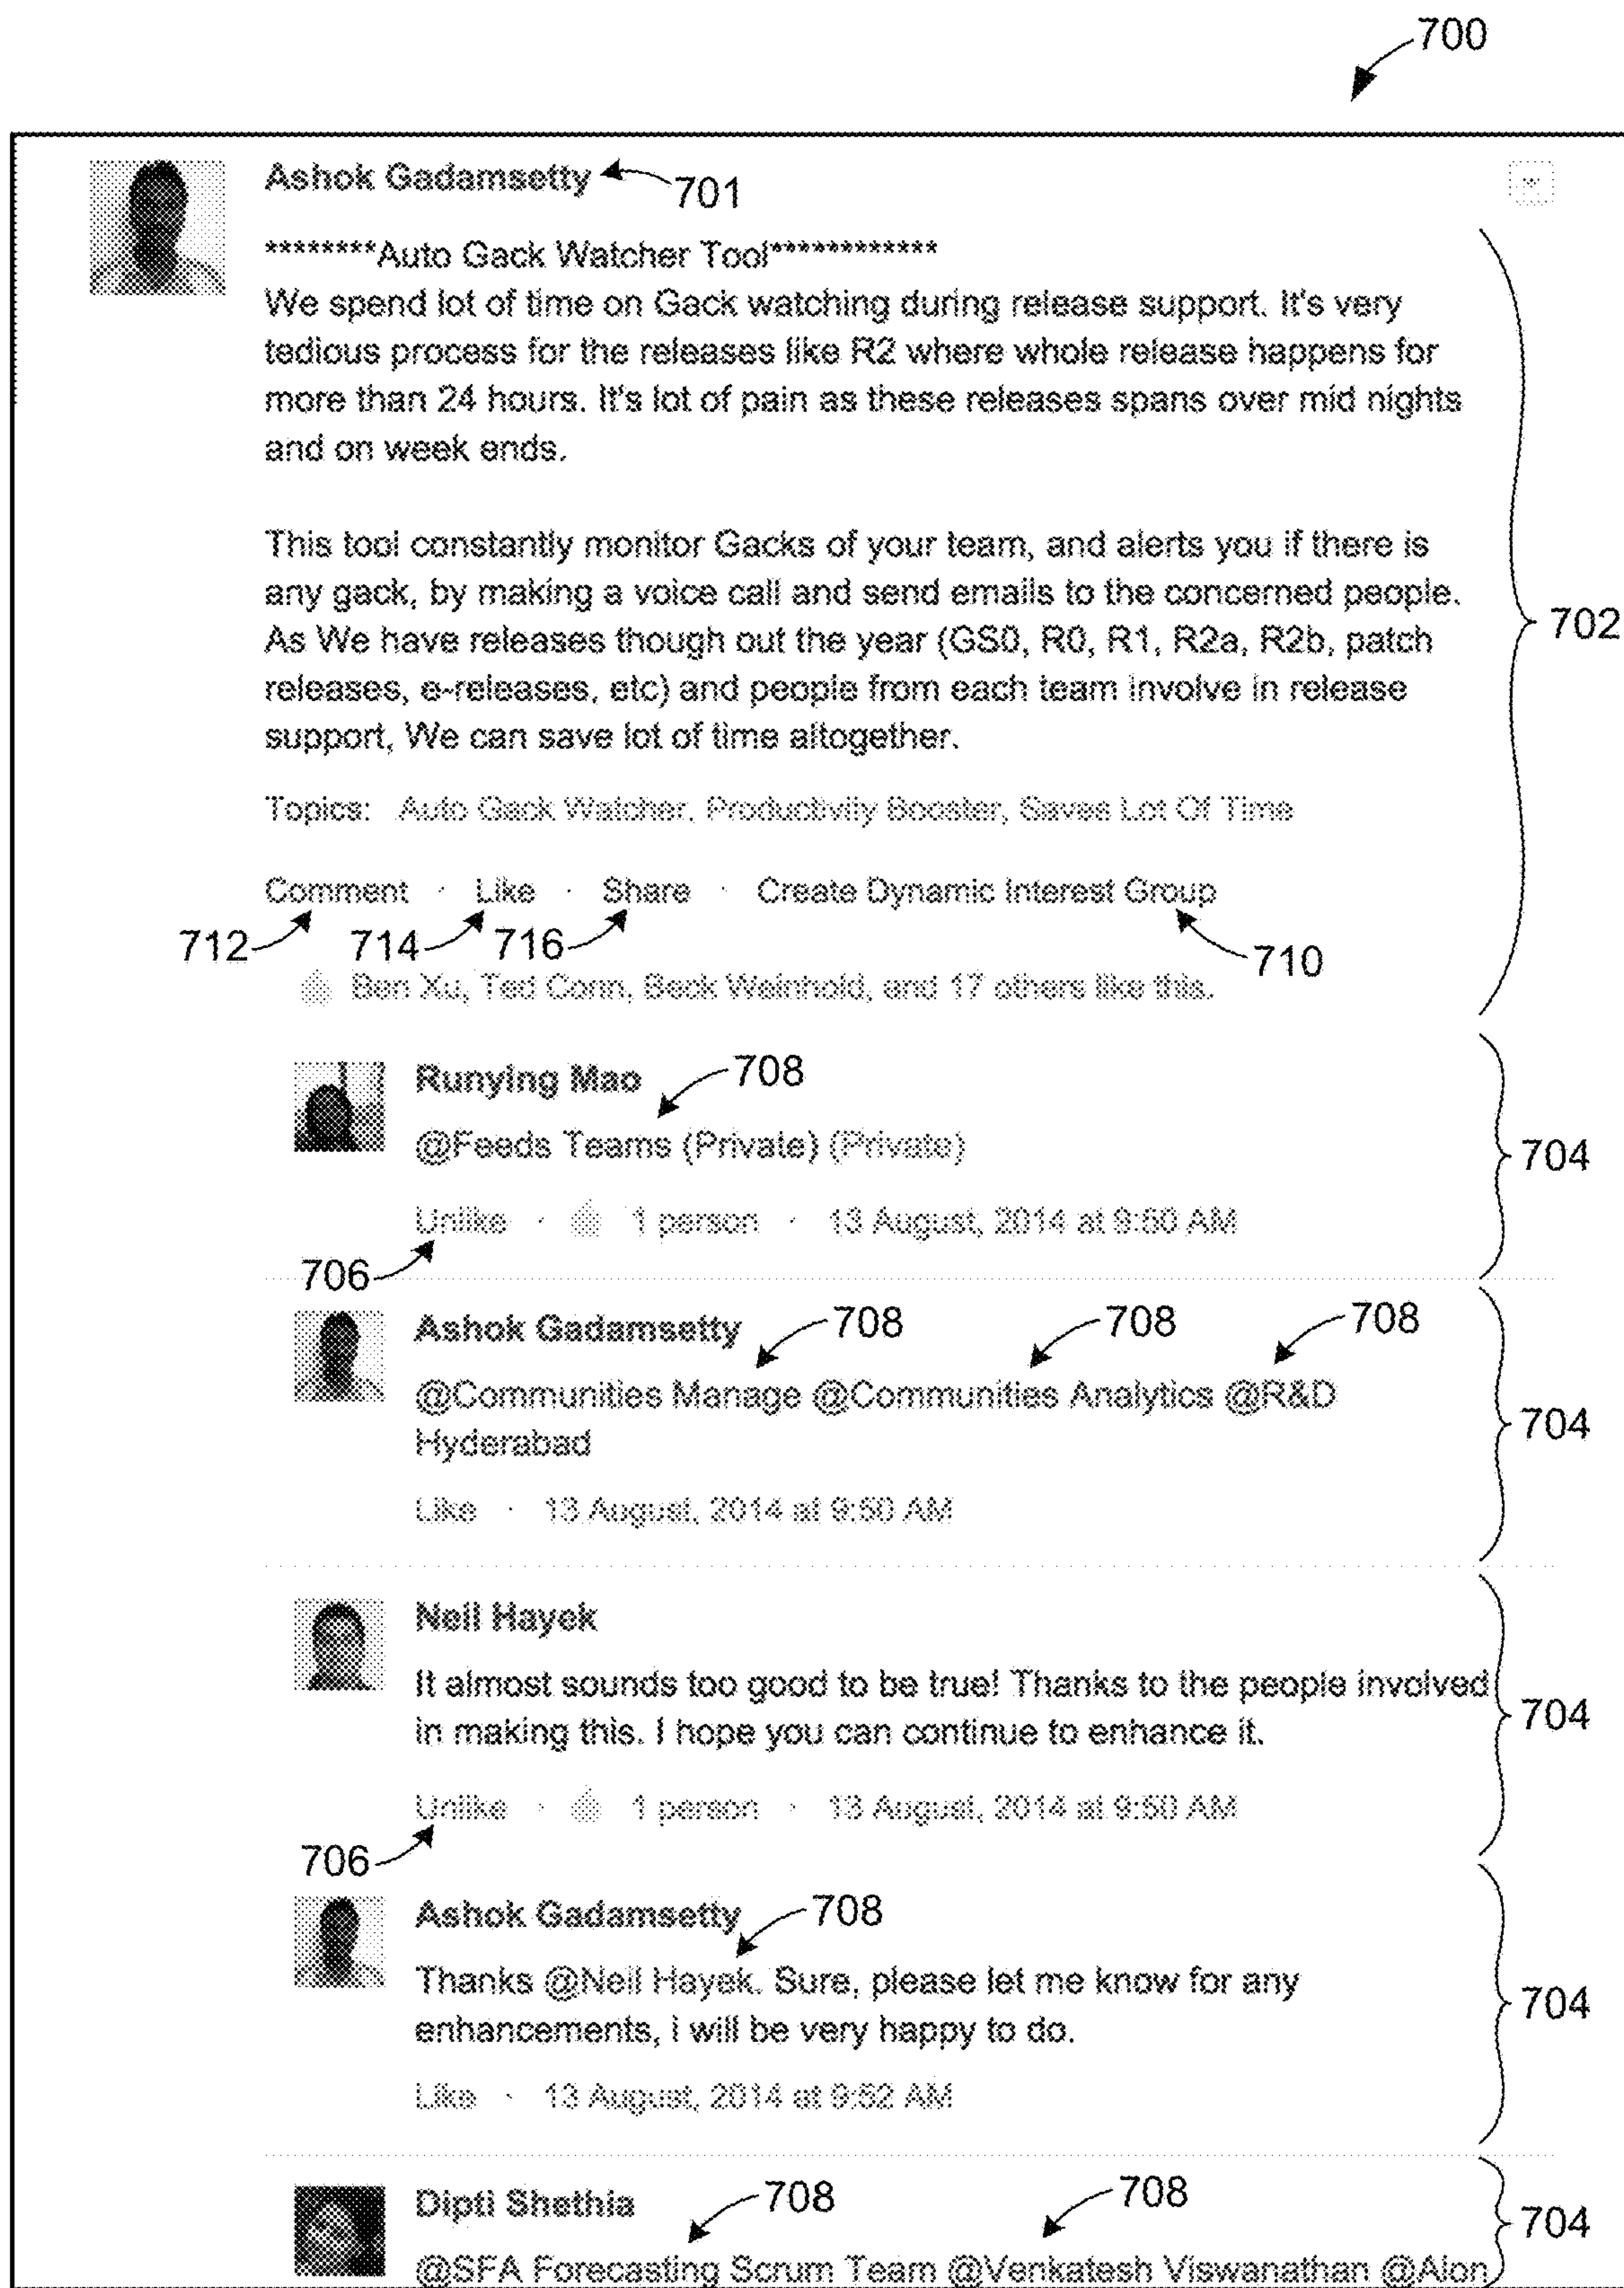 700
Ashok Gadamsetty 701
********Auto Gack Watcher Tool************
We spend lot of time on Gack watching during release support. It's very
tedious process for the releases like R2 where whole release happens for
more than 24 hours. It's lot of pain as these releases spans over mid nights
and on week ends.
This tool constantly monitor Gacks of your team, and alerts you if there is
any gack, by making a voice call and send emails to the concerned people.
702
As We have releases though out the year (GS0, R0, R1, R2a, R2b, patch
releases, e-releases, etc) and people from each team involve in release
support, We can save lot of time altogether.
Topics: Auto Gack Watcher, Productivity Booster, Saves Lot Of Time
Comment · Like · Share · Create Dynamic Interest Group
712 714 716 710
Ben Xu, Ted Conn, Beck Weinhold, and 17 others like this.
Runying Mao 708
@Feeds Teams (Private) (Private) 704
Unlike · 1 person · 13 August, 2014 at 9:50 AM
706
Ashok Gadamsetty 708 708 708
@Communities Manage @Communities Analytics @R&D 704
Hyderabad
Like · 13 August, 2014 at 9:50 AM
Neil Hayek
It almost sounds too good to be true! Thanks to the people involved 704
in making this. I hope you can continue to enhance it.
Unlike · 1 person · 13 August, 2014 at 9:50 AM
706
Ashok Gadamsetty 708
Thanks @Neil Hayek. Sure, please let me know for any 704
enhancements, i will be very happy to do.
Like · 13 August, 2014 at 9:52 AM
Dipti Shethia 708 708
704
@SFA Forecasting Scrum Team @Venkatesh Viswanathan @Alon